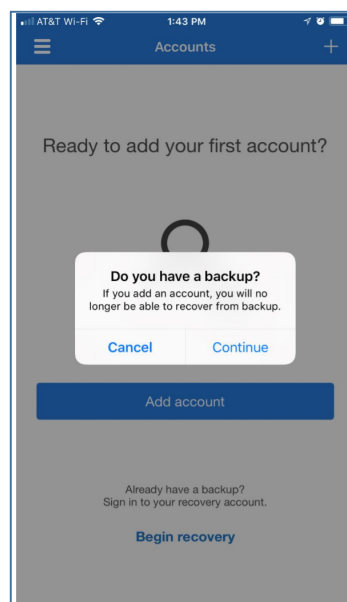 AT&T Wi-Fi 1:43 PM
Accounts
Ready to add your first account?
Do you have a backup?
If you add an account, you will no
longer be able to recover from backup.
Cancel Continue
Add account
Already have a backup?
Sign in to your recovery account.
Begin recovery